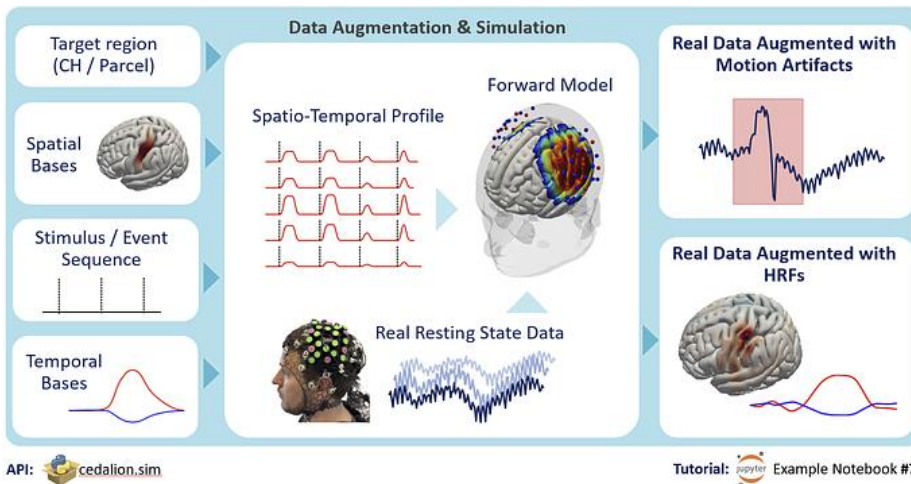 Data Augmentation & Simulation
Target region
(CH / Parcel)
Spatial
Bases
Stimulus / Event
Sequence
Temporal
Bases
Spatio-Temporal Profile
Forward Model
Real Resting State Data
Real Data Augmented with
Motion Artifacts
Real Data Augmented with
HRFs
API: cedalion.sim
Tutorial: jupyter Example Notebook #7